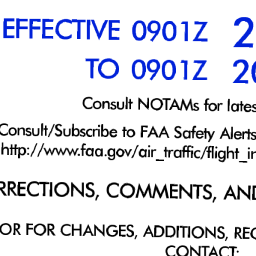 EFFECTIVE 0901Z 2
TO 0901Z 20
Consult NOTAMs for lates
Consult/Subscribe to FAA Safety Alerts
http://www.faa.gov/air_traffic/flight_in
RRECTIONS, COMMENTS, AND
OR FOR CHANGES, ADDITIONS, REC
CONTACT: